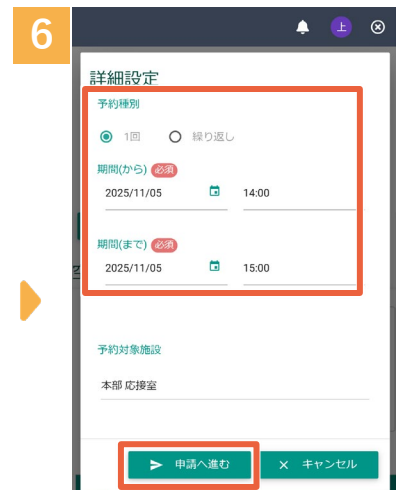 6
上
詳細設定
予約種別
1回 繰り返し
期間(から) 必須
2025/11/05 14:00
期間(まで) 必須
2025/11/05 15:00
予約対象施設
本部 応接室
申請へ進む × キャンセル